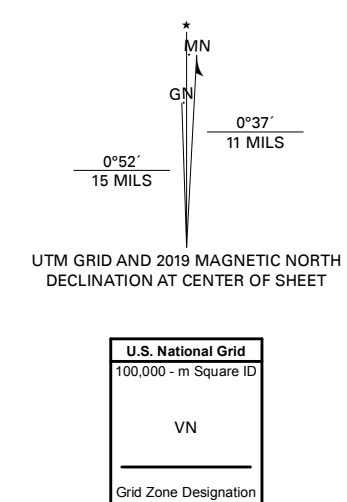 ★
MN
GN
0°37´
11 MILS
0°52´
15 MILS
UTM GRID AND 2019 MAGNETIC NORTH
DECLINATION AT CENTER OF SHEET
U.S. National Grid
100,000 - m Square ID
VN
Grid Zone Designation